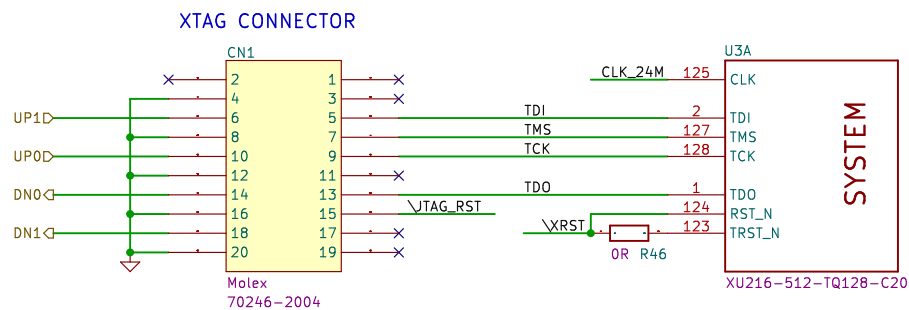 XTAG CONNECTOR
CN1
U3A
2 1 CLK_24M 125 CLK
4 3
UP1 6 5 TDI 2 TDI
8 7 TMS 127 TMS
UP0 10 9 TCK 128 TCK
12 11
DN0 14 13 TDO 1 TDO
16 15 \JTAG_RST 124 RST_N
DN1 18 17 \XRST 123 TRST_N
20 19 0R R46
SYSTEM
Molex
70246-2004
XU216-512-TQ128-C20